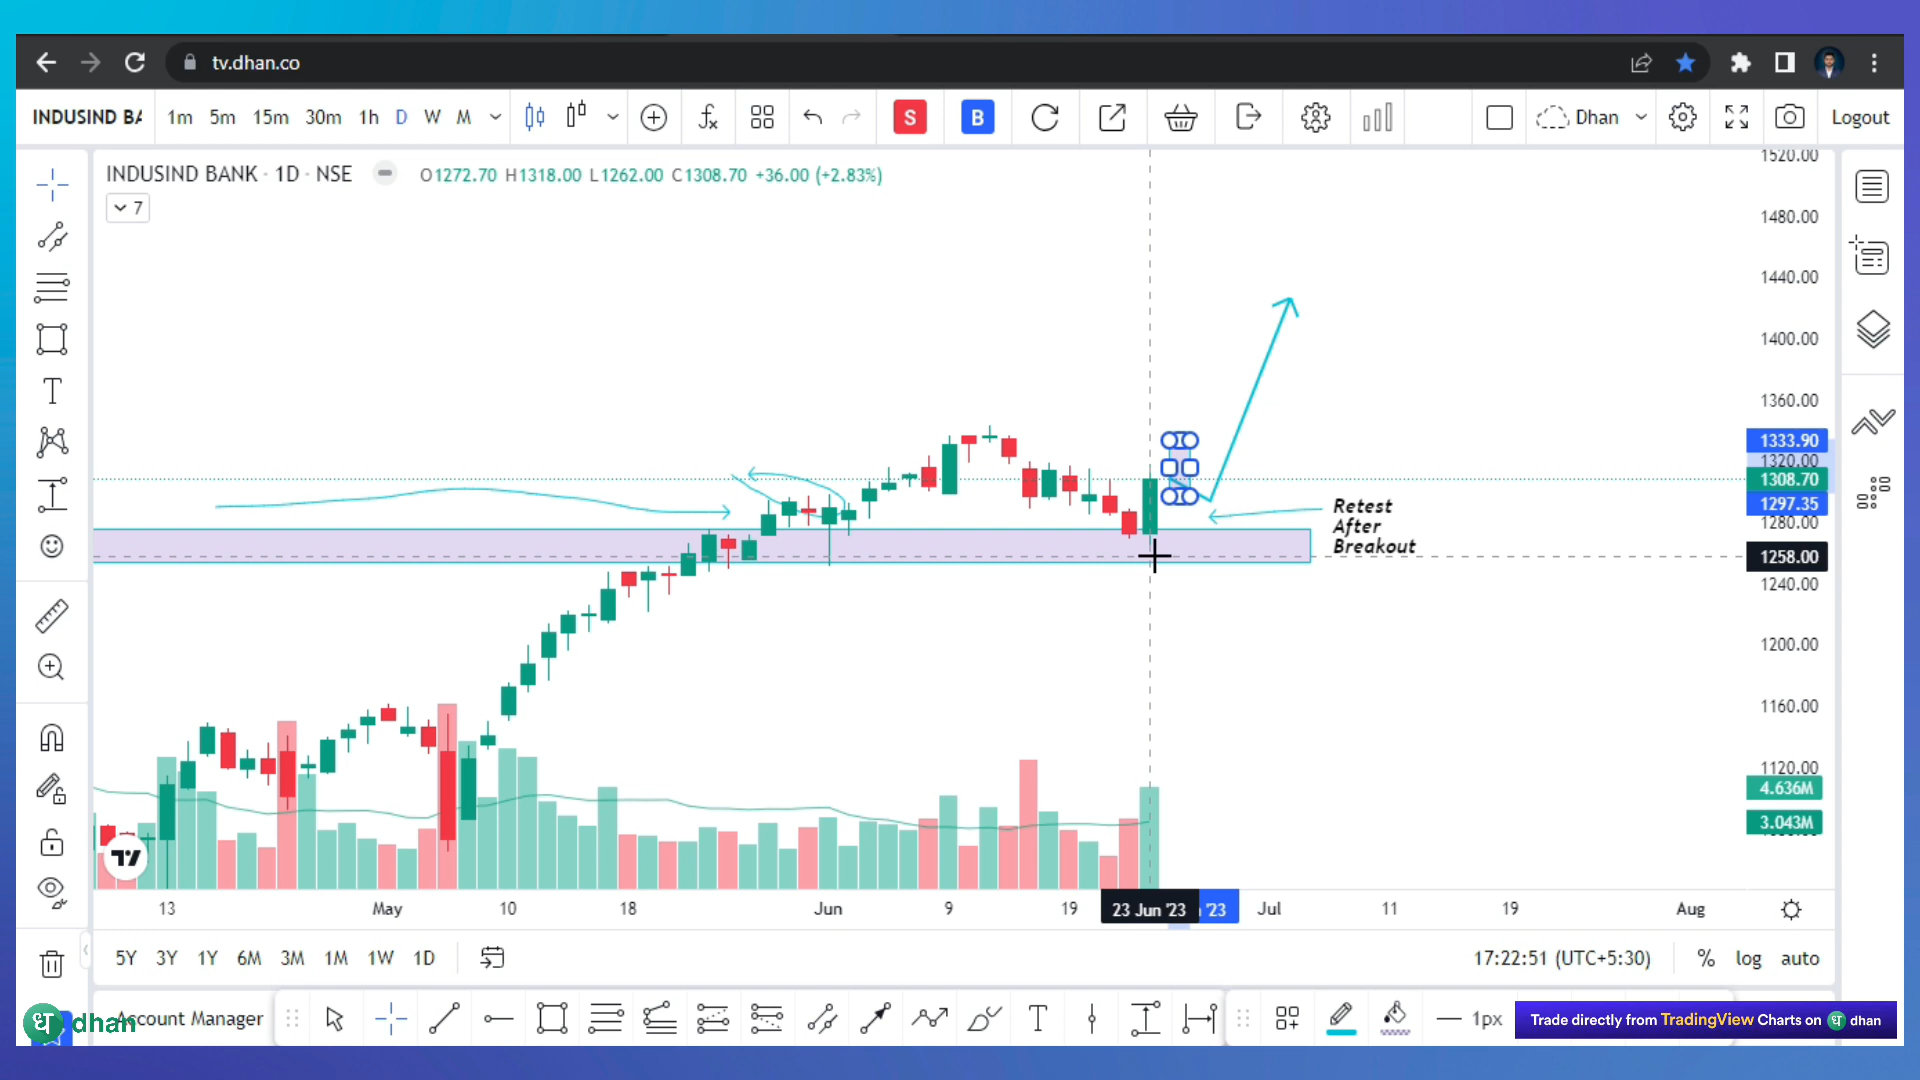 tv.dhan.co
INDUSIND BA 1m 5m 15m 30m 1h D W M S B Dhan Logout
INDUSIND BANK · 1D · NSE O1272.70 H1318.00 L1262.00 C1308.70 +36.00 (+2.83%)
7
1520.00
1480.00
1440.00
1400.00
1360.00
1333.90
1320.00
1308.70
1297.35
1280.00
1258.00
1240.00
1200.00
1160.00
1120.00
4.636M
3.043M
Retest
After
Breakout
13 May 10 18 Jun 9 19 23 Jun '23 '23 Jul 11 19 Aug
5Y 3Y 1Y 6M 3M 1M 1W 1D 17:22:51 (UTC+5:30) % log auto
ध dhan Account Manager 1px Trade directly from TradingView Charts on ध dhan